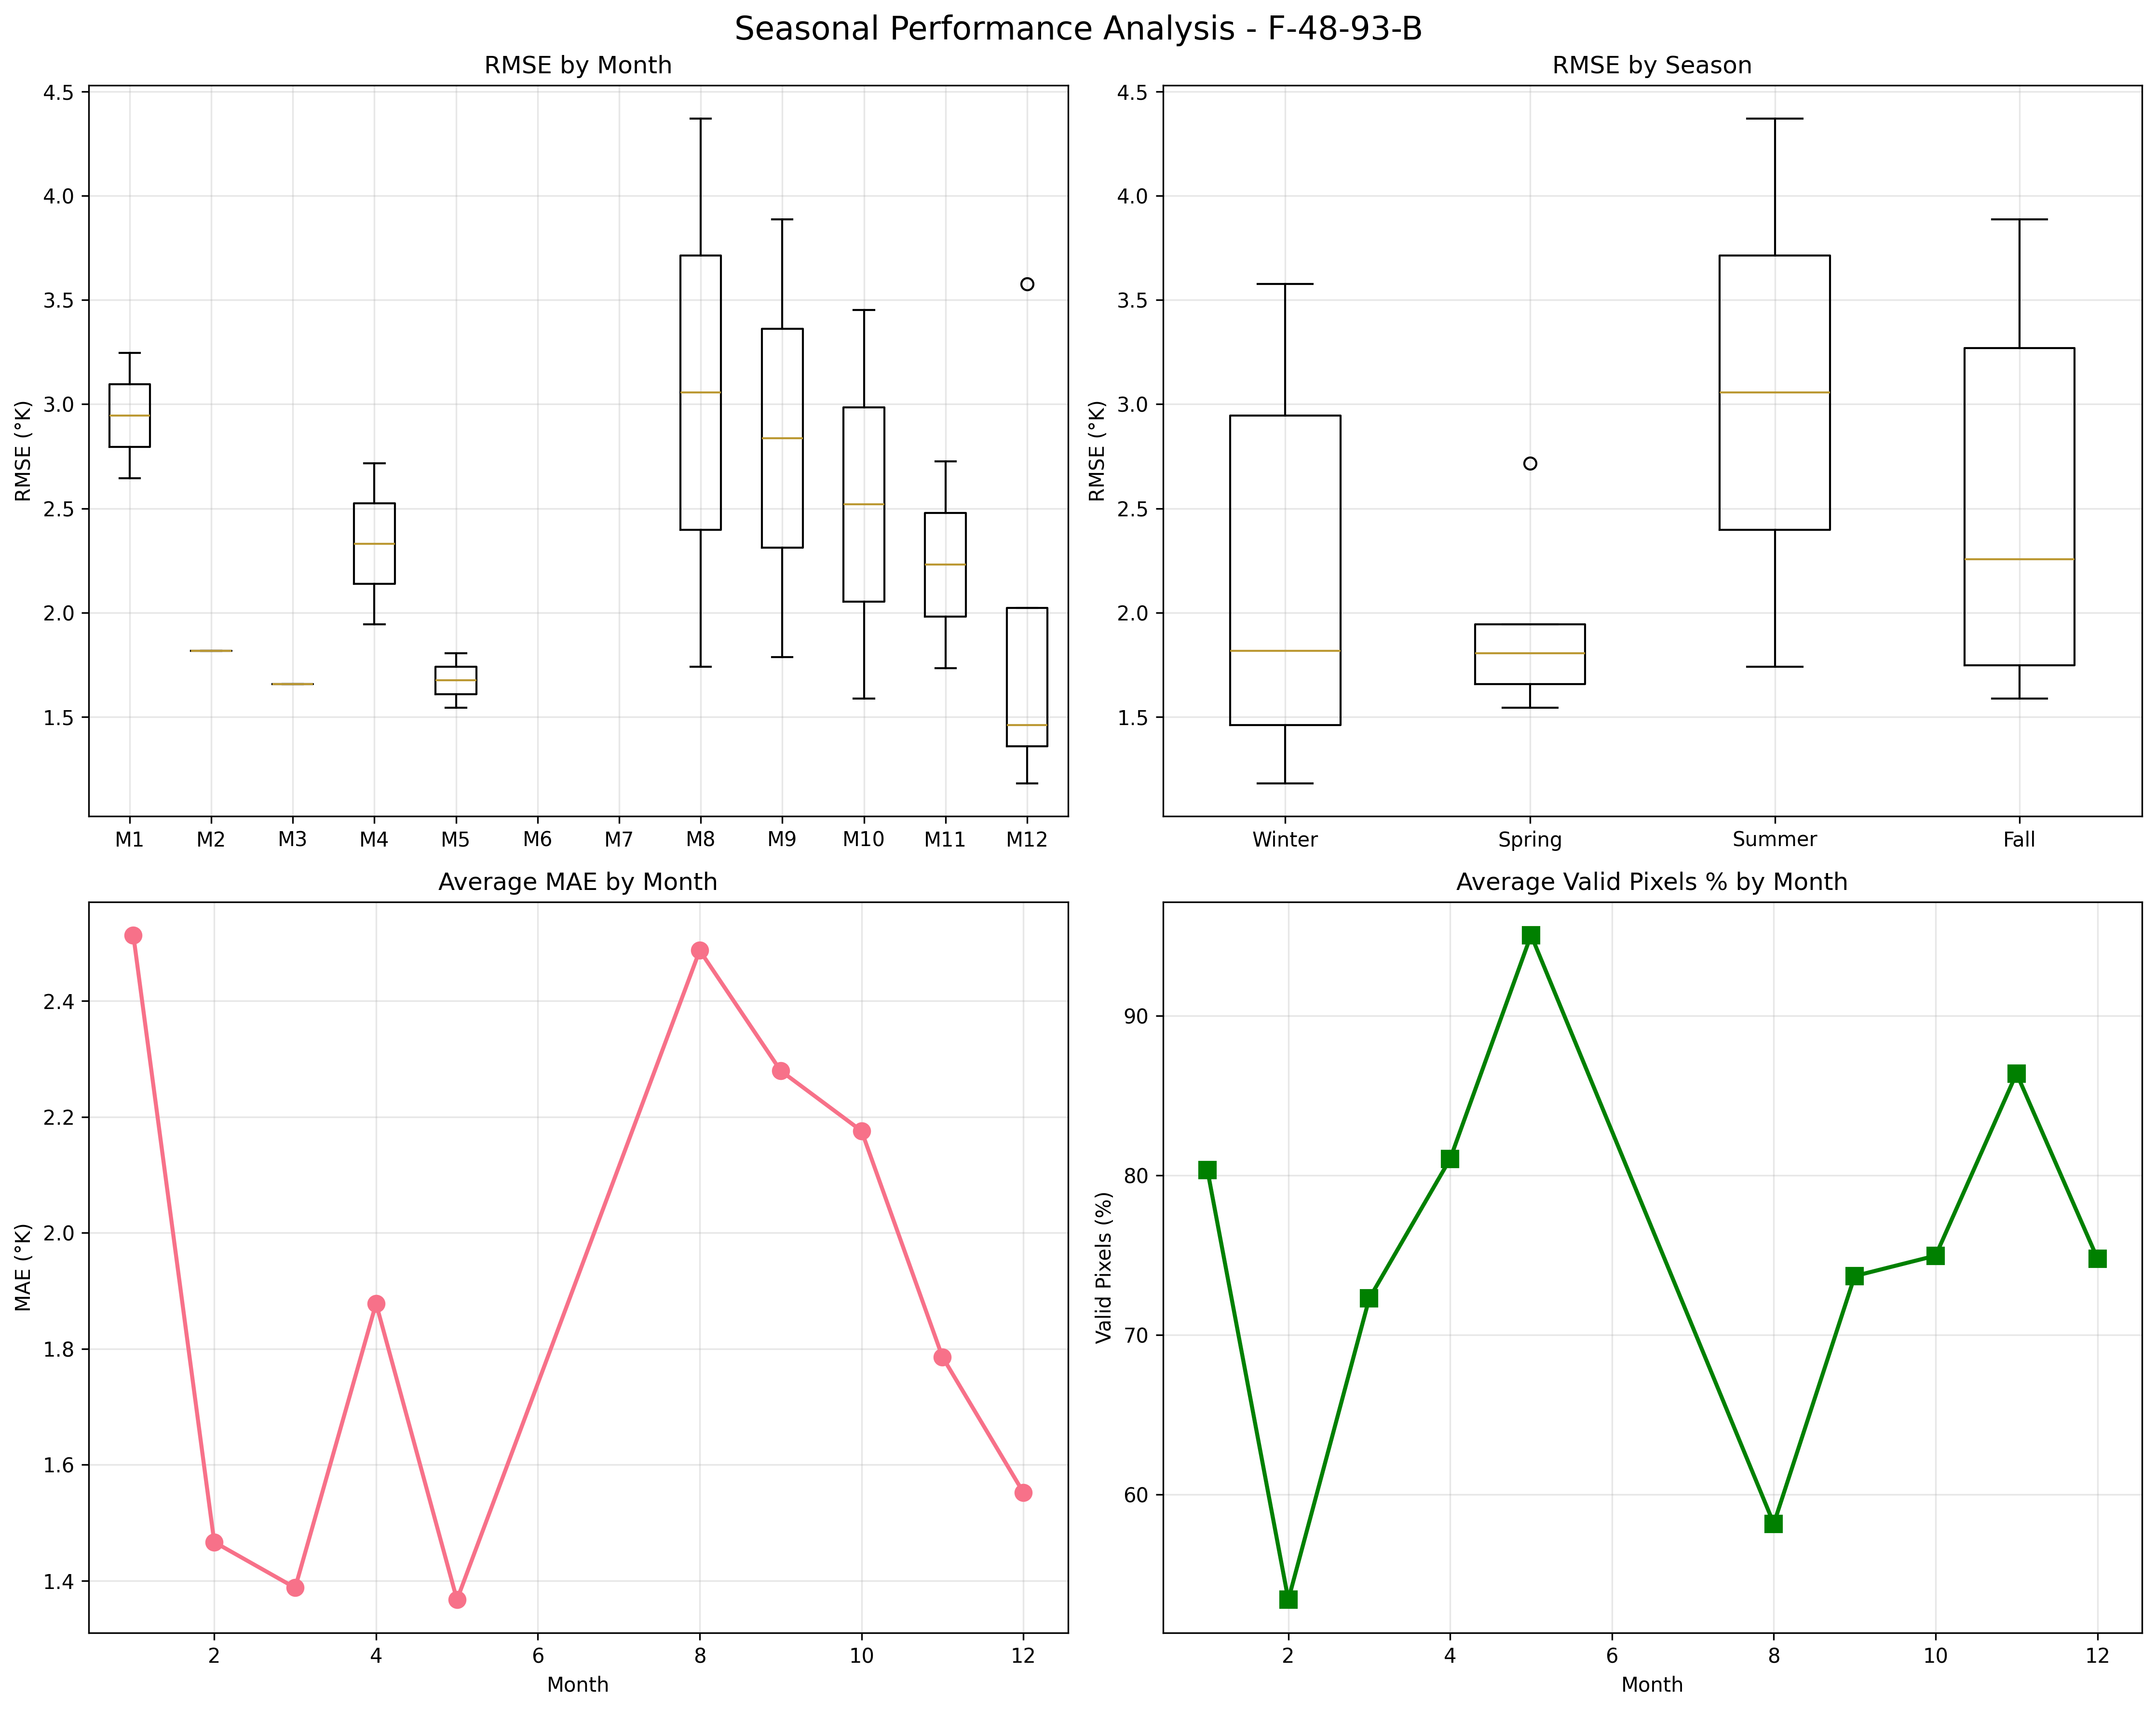 Seasonal Performance Analysis - F-48-93-B
RMSE by Month
RMSE (°K)
4.5
4.0
3.5
3.0
2.5
2.0
1.5
M1 M2 M3 M4 M5 M6 M7 M8 M9 M10 M11 M12
RMSE by Season
RMSE (°K)
4.5
4.0
3.5
3.0
2.5
2.0
1.5
Winter Spring Summer Fall
Average MAE by Month
MAE (°K)
2.4
2.2
2.0
1.8
1.6
1.4
2 4 6 8 10 12
Month
Average Valid Pixels % by Month
Valid Pixels (%)
90
80
70
60
2 4 6 8 10 12
Month